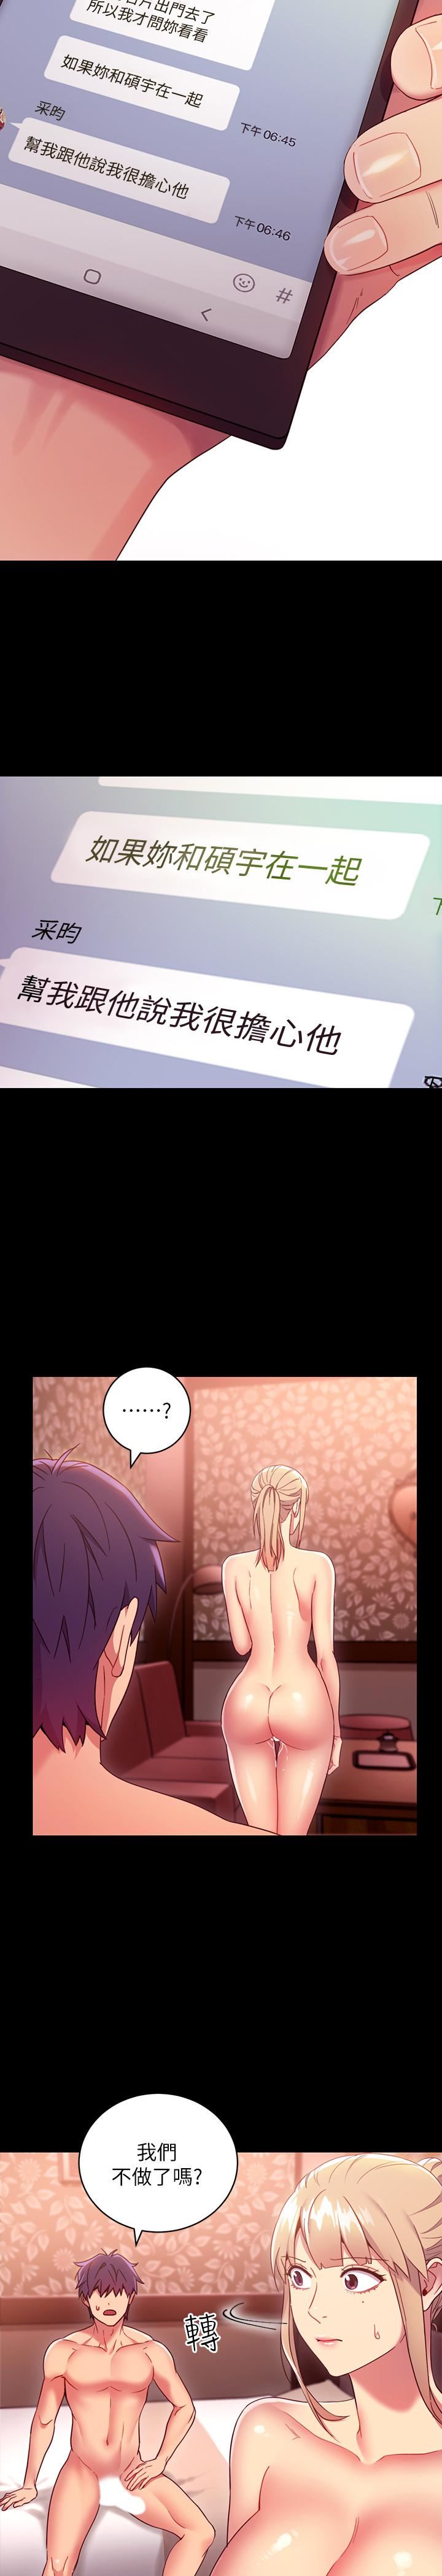 所以我才問妳看看
如果妳和碩宇在一起
下午 06:45
采昀
幫我跟他說我很擔心他
下午 06:46
如果妳和碩宇在一起
采昀
幫我跟他說我很擔心他
……?
我們
不做了嗎?
轉